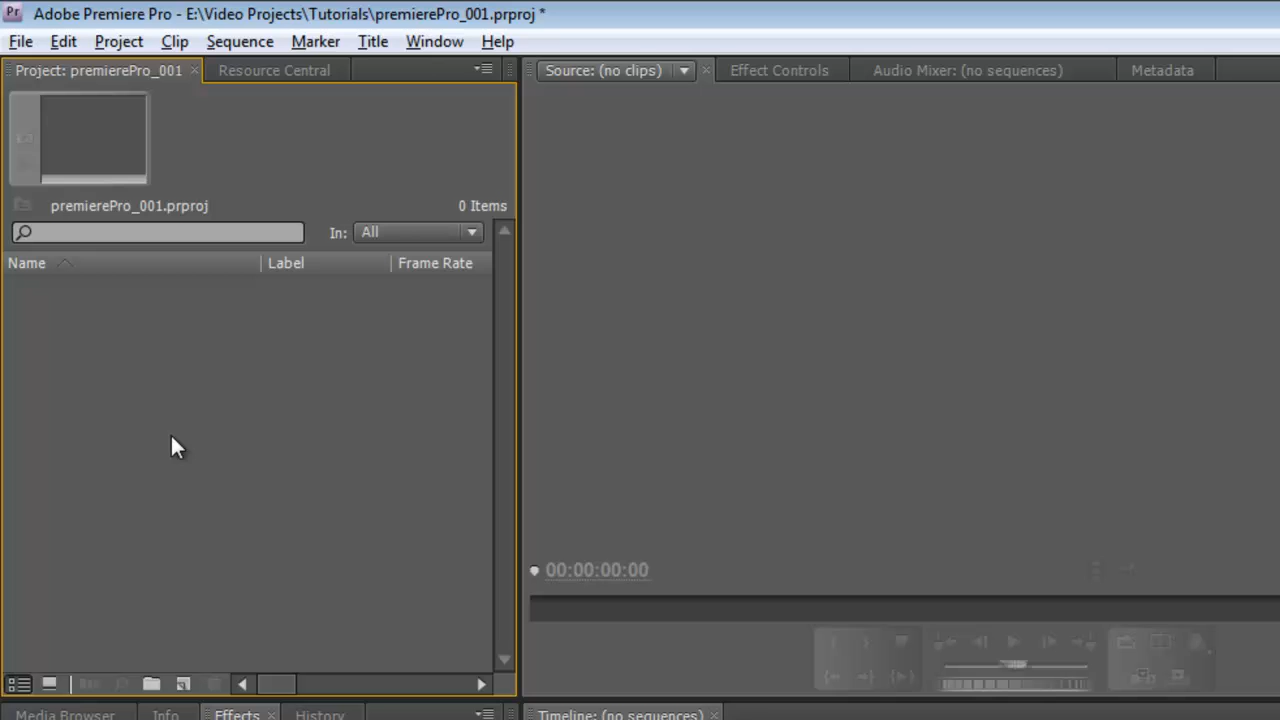 Pr Adobe Premiere Pro - E:\Video Projects\Tutorials\premierePro_001.prproj *
File Edit Project Clip Sequence Marker Title Window Help
Project: premierePro_001 × Resource Central Source: (no clips) × Effect Controls Audio Mixer: (no sequences) Metadata
premierePro_001.prproj 0 Items
In: All
Name Label Frame Rate
00:00:00:00
Media Browser Info Effects × History Timeline: (no sequences) ×